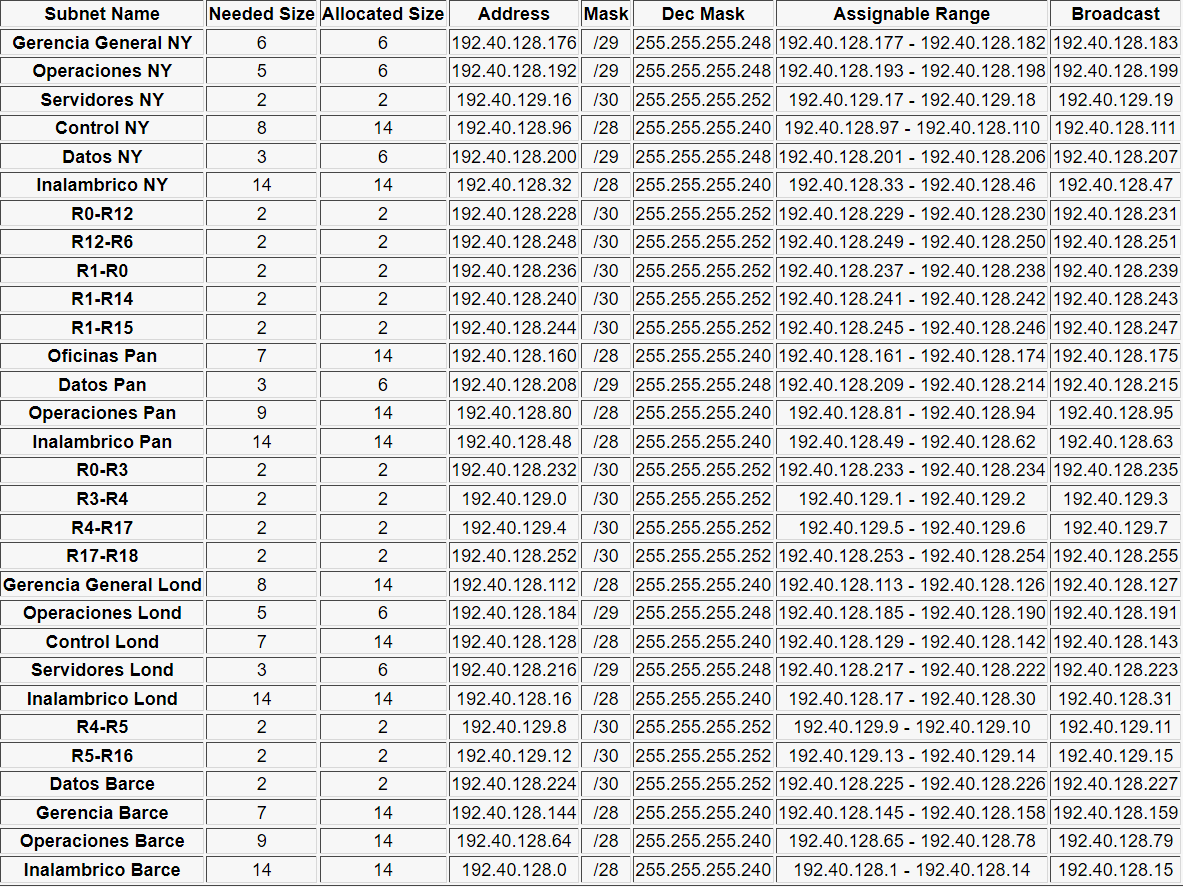 Subnet Name Needed Size Allocated Size Address Mask Dec Mask Assignable Range Broadcast
Gerencia General NY 6 6 192.40.128.176 /29 255.255.255.248 192.40.128.177 - 192.40.128.182 192.40.128.183
Operaciones NY 5 6 192.40.128.192 /29 255.255.255.248 192.40.128.193 - 192.40.128.198 192.40.128.199
Servidores NY 2 2 192.40.129.16 /30 255.255.255.252 192.40.129.17 - 192.40.129.18 192.40.129.19
Control NY 8 14 192.40.128.96 /28 255.255.255.240 192.40.128.97 - 192.40.128.110 192.40.128.111
Datos NY 3 6 192.40.128.200 /29 255.255.255.248 192.40.128.201 - 192.40.128.206 192.40.128.207
Inalambrico NY 14 14 192.40.128.32 /28 255.255.255.240 192.40.128.33 - 192.40.128.46 192.40.128.47
R0-R12 2 2 192.40.128.228 /30 255.255.255.252 192.40.128.229 - 192.40.128.230 192.40.128.231
R12-R6 2 2 192.40.128.248 /30 255.255.255.252 192.40.128.249 - 192.40.128.250 192.40.128.251
R1-R0 2 2 192.40.128.236 /30 255.255.255.252 192.40.128.237 - 192.40.128.238 192.40.128.239
R1-R14 2 2 192.40.128.240 /30 255.255.255.252 192.40.128.241 - 192.40.128.242 192.40.128.243
R1-R15 2 2 192.40.128.244 /30 255.255.255.252 192.40.128.245 - 192.40.128.246 192.40.128.247
Oficinas Pan 7 14 192.40.128.160 /28 255.255.255.240 192.40.128.161 - 192.40.128.174 192.40.128.175
Datos Pan 3 6 192.40.128.208 /29 255.255.255.248 192.40.128.209 - 192.40.128.214 192.40.128.215
Operaciones Pan 9 14 192.40.128.80 /28 255.255.255.240 192.40.128.81 - 192.40.128.94 192.40.128.95
Inalambrico Pan 14 14 192.40.128.48 /28 255.255.255.240 192.40.128.49 - 192.40.128.62 192.40.128.63
R0-R3 2 2 192.40.128.232 /30 255.255.255.252 192.40.128.233 - 192.40.128.234 192.40.128.235
R3-R4 2 2 192.40.129.0 /30 255.255.255.252 192.40.129.1 - 192.40.129.2 192.40.129.3
R4-R17 2 2 192.40.129.4 /30 255.255.255.252 192.40.129.5 - 192.40.129.6 192.40.129.7
R17-R18 2 2 192.40.128.252 /30 255.255.255.252 192.40.128.253 - 192.40.128.254 192.40.128.255
Gerencia General Lond 8 14 192.40.128.112 /28 255.255.255.240 192.40.128.113 - 192.40.128.126 192.40.128.127
Operaciones Lond 5 6 192.40.128.184 /29 255.255.255.248 192.40.128.185 - 192.40.128.190 192.40.128.191
Control Lond 7 14 192.40.128.128 /28 255.255.255.240 192.40.128.129 - 192.40.128.142 192.40.128.143
Servidores Lond 3 6 192.40.128.216 /29 255.255.255.248 192.40.128.217 - 192.40.128.222 192.40.128.223
Inalambrico Lond 14 14 192.40.128.16 /28 255.255.255.240 192.40.128.17 - 192.40.128.30 192.40.128.31
R4-R5 2 2 192.40.129.8 /30 255.255.255.252 192.40.129.9 - 192.40.129.10 192.40.129.11
R5-R16 2 2 192.40.129.12 /30 255.255.255.252 192.40.129.13 - 192.40.129.14 192.40.129.15
Datos Barce 2 2 192.40.128.224 /30 255.255.255.252 192.40.128.225 - 192.40.128.226 192.40.128.227
Gerencia Barce 7 14 192.40.128.144 /28 255.255.255.240 192.40.128.145 - 192.40.128.158 192.40.128.159
Operaciones Barce 9 14 192.40.128.64 /28 255.255.255.240 192.40.128.65 - 192.40.128.78 192.40.128.79
Inalambrico Barce 14 14 192.40.128.0 /28 255.255.255.240 192.40.128.1 - 192.40.128.14 192.40.128.15